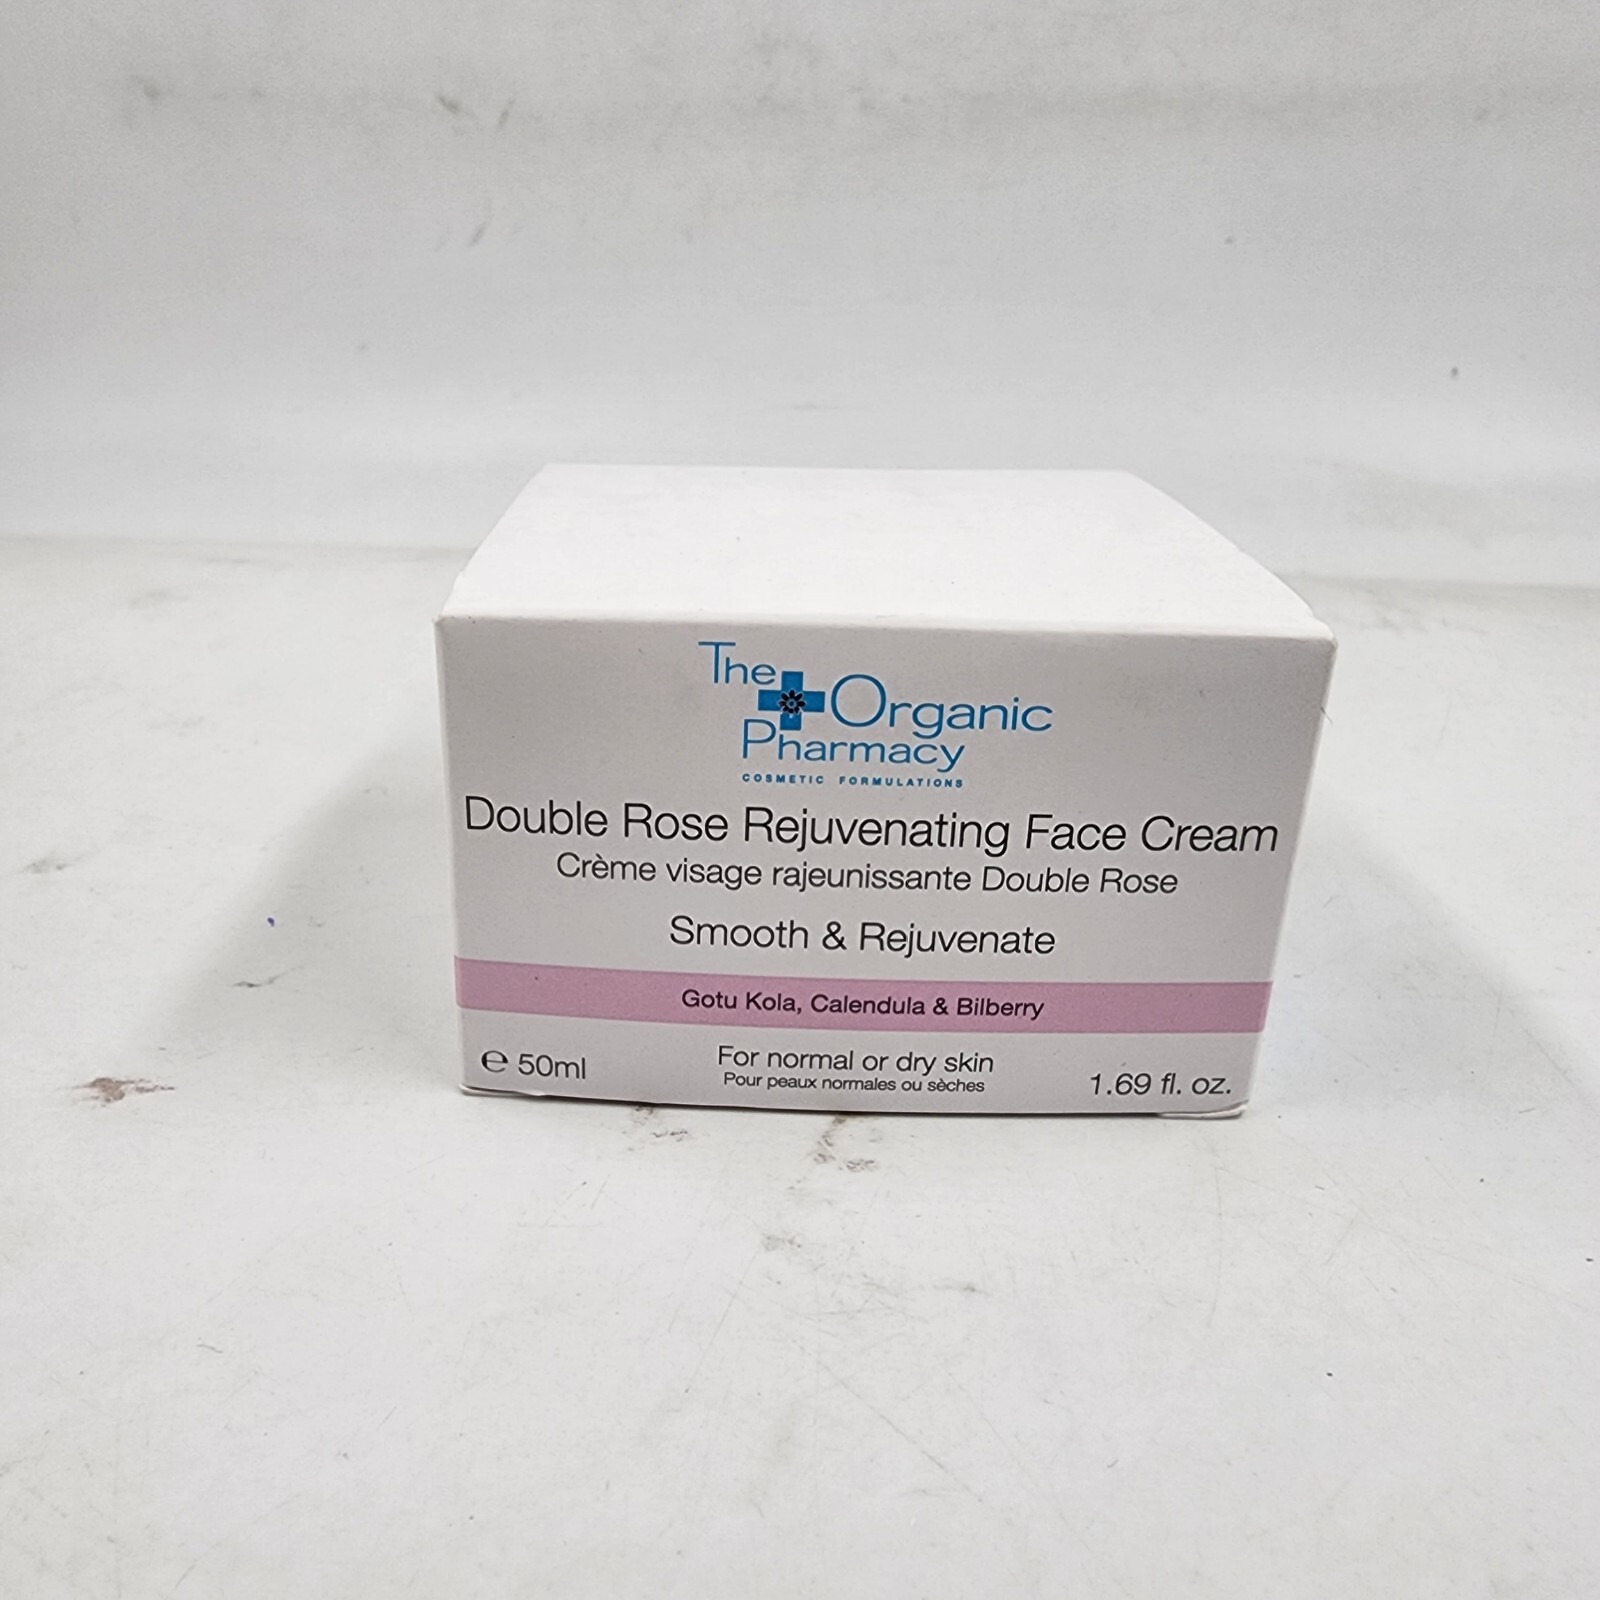 The Organic
Pharmacy
COSMETIC FORMULATIONS
Double Rose Rejuvenating Face Cream
Crème visage rajeunissante Double Rose
Smooth & Rejuvenate
Gotu Kola, Calendula & Bilberry
℮ 50ml
For normal or dry skin
Pour peaux normales ou sèches
1.69 fl. oz.